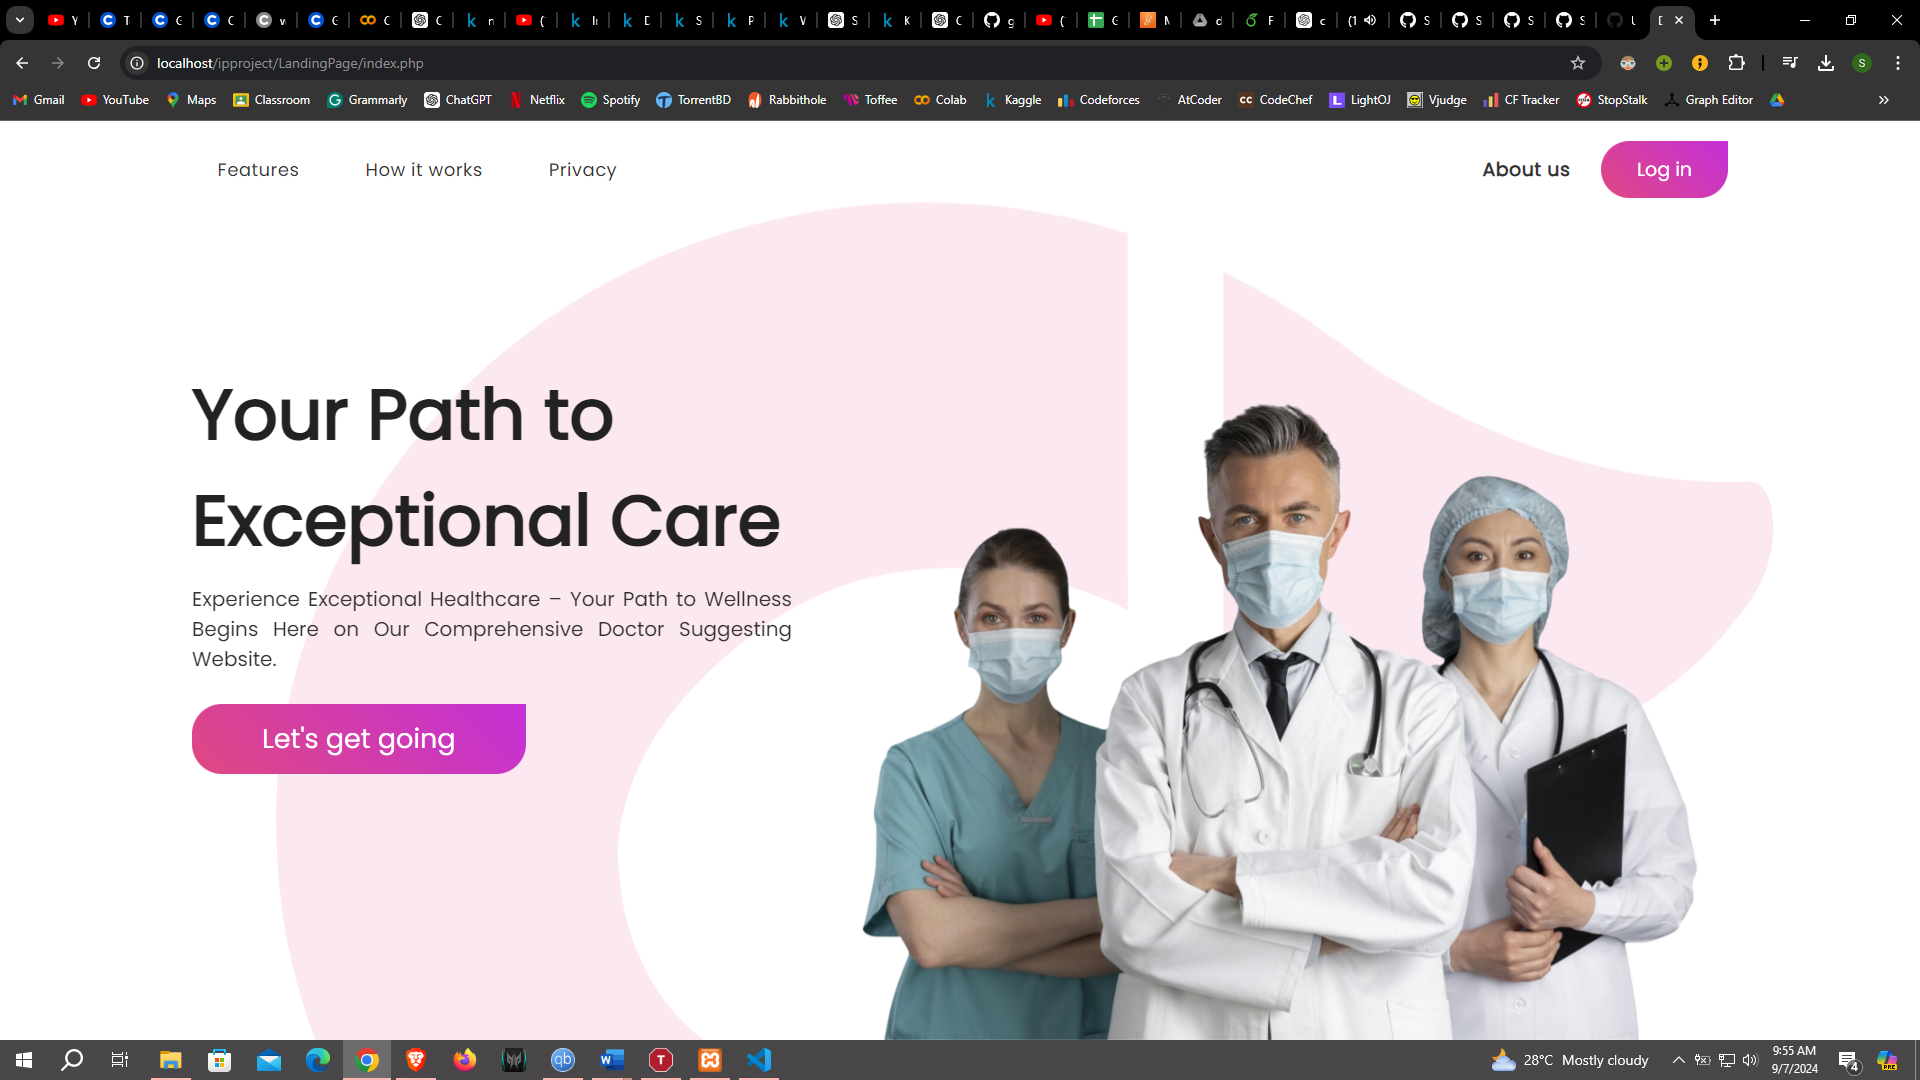 localhost/ipproject/LandingPage/index.php
S
Gmail YouTube Maps Classroom Grammarly ChatGPT Netflix Spotify TorrentBD Rabbithole Toffee Colab Kaggle Codeforces AtCoder CodeChef LightOJ Vjudge CF Tracker StopStalk Graph Editor
Features How it works Privacy About us Log in
Your Path to
Exceptional Care
Experience Exceptional Healthcare – Your Path to Wellness
Begins Here on Our Comprehensive Doctor Suggesting
Website.
Let's get going
28°C Mostly cloudy
9:55 AM
9/7/2024
4